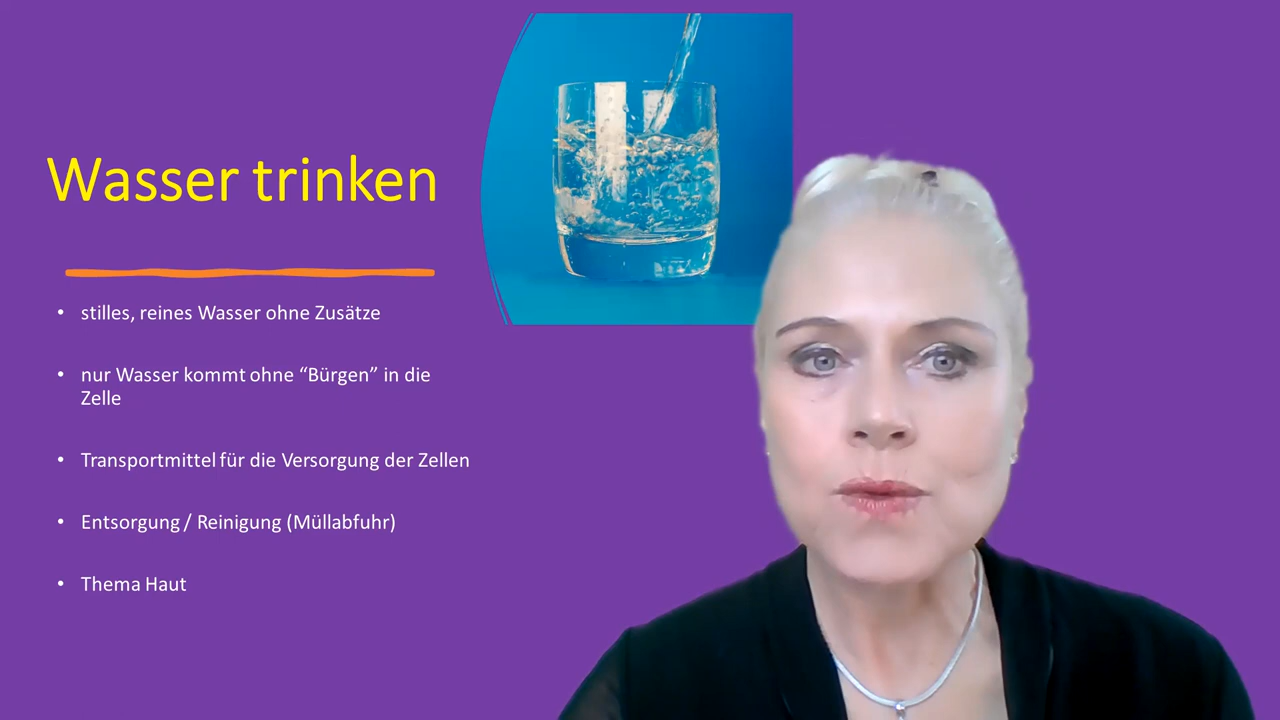 Wasser trinken
• stilles, reines Wasser ohne Zusätze
• nur Wasser kommt ohne “Bürgen” in die
Zelle
• Transportmittel für die Versorgung der Zellen
• Entsorgung / Reinigung (Müllabfuhr)
• Thema Haut